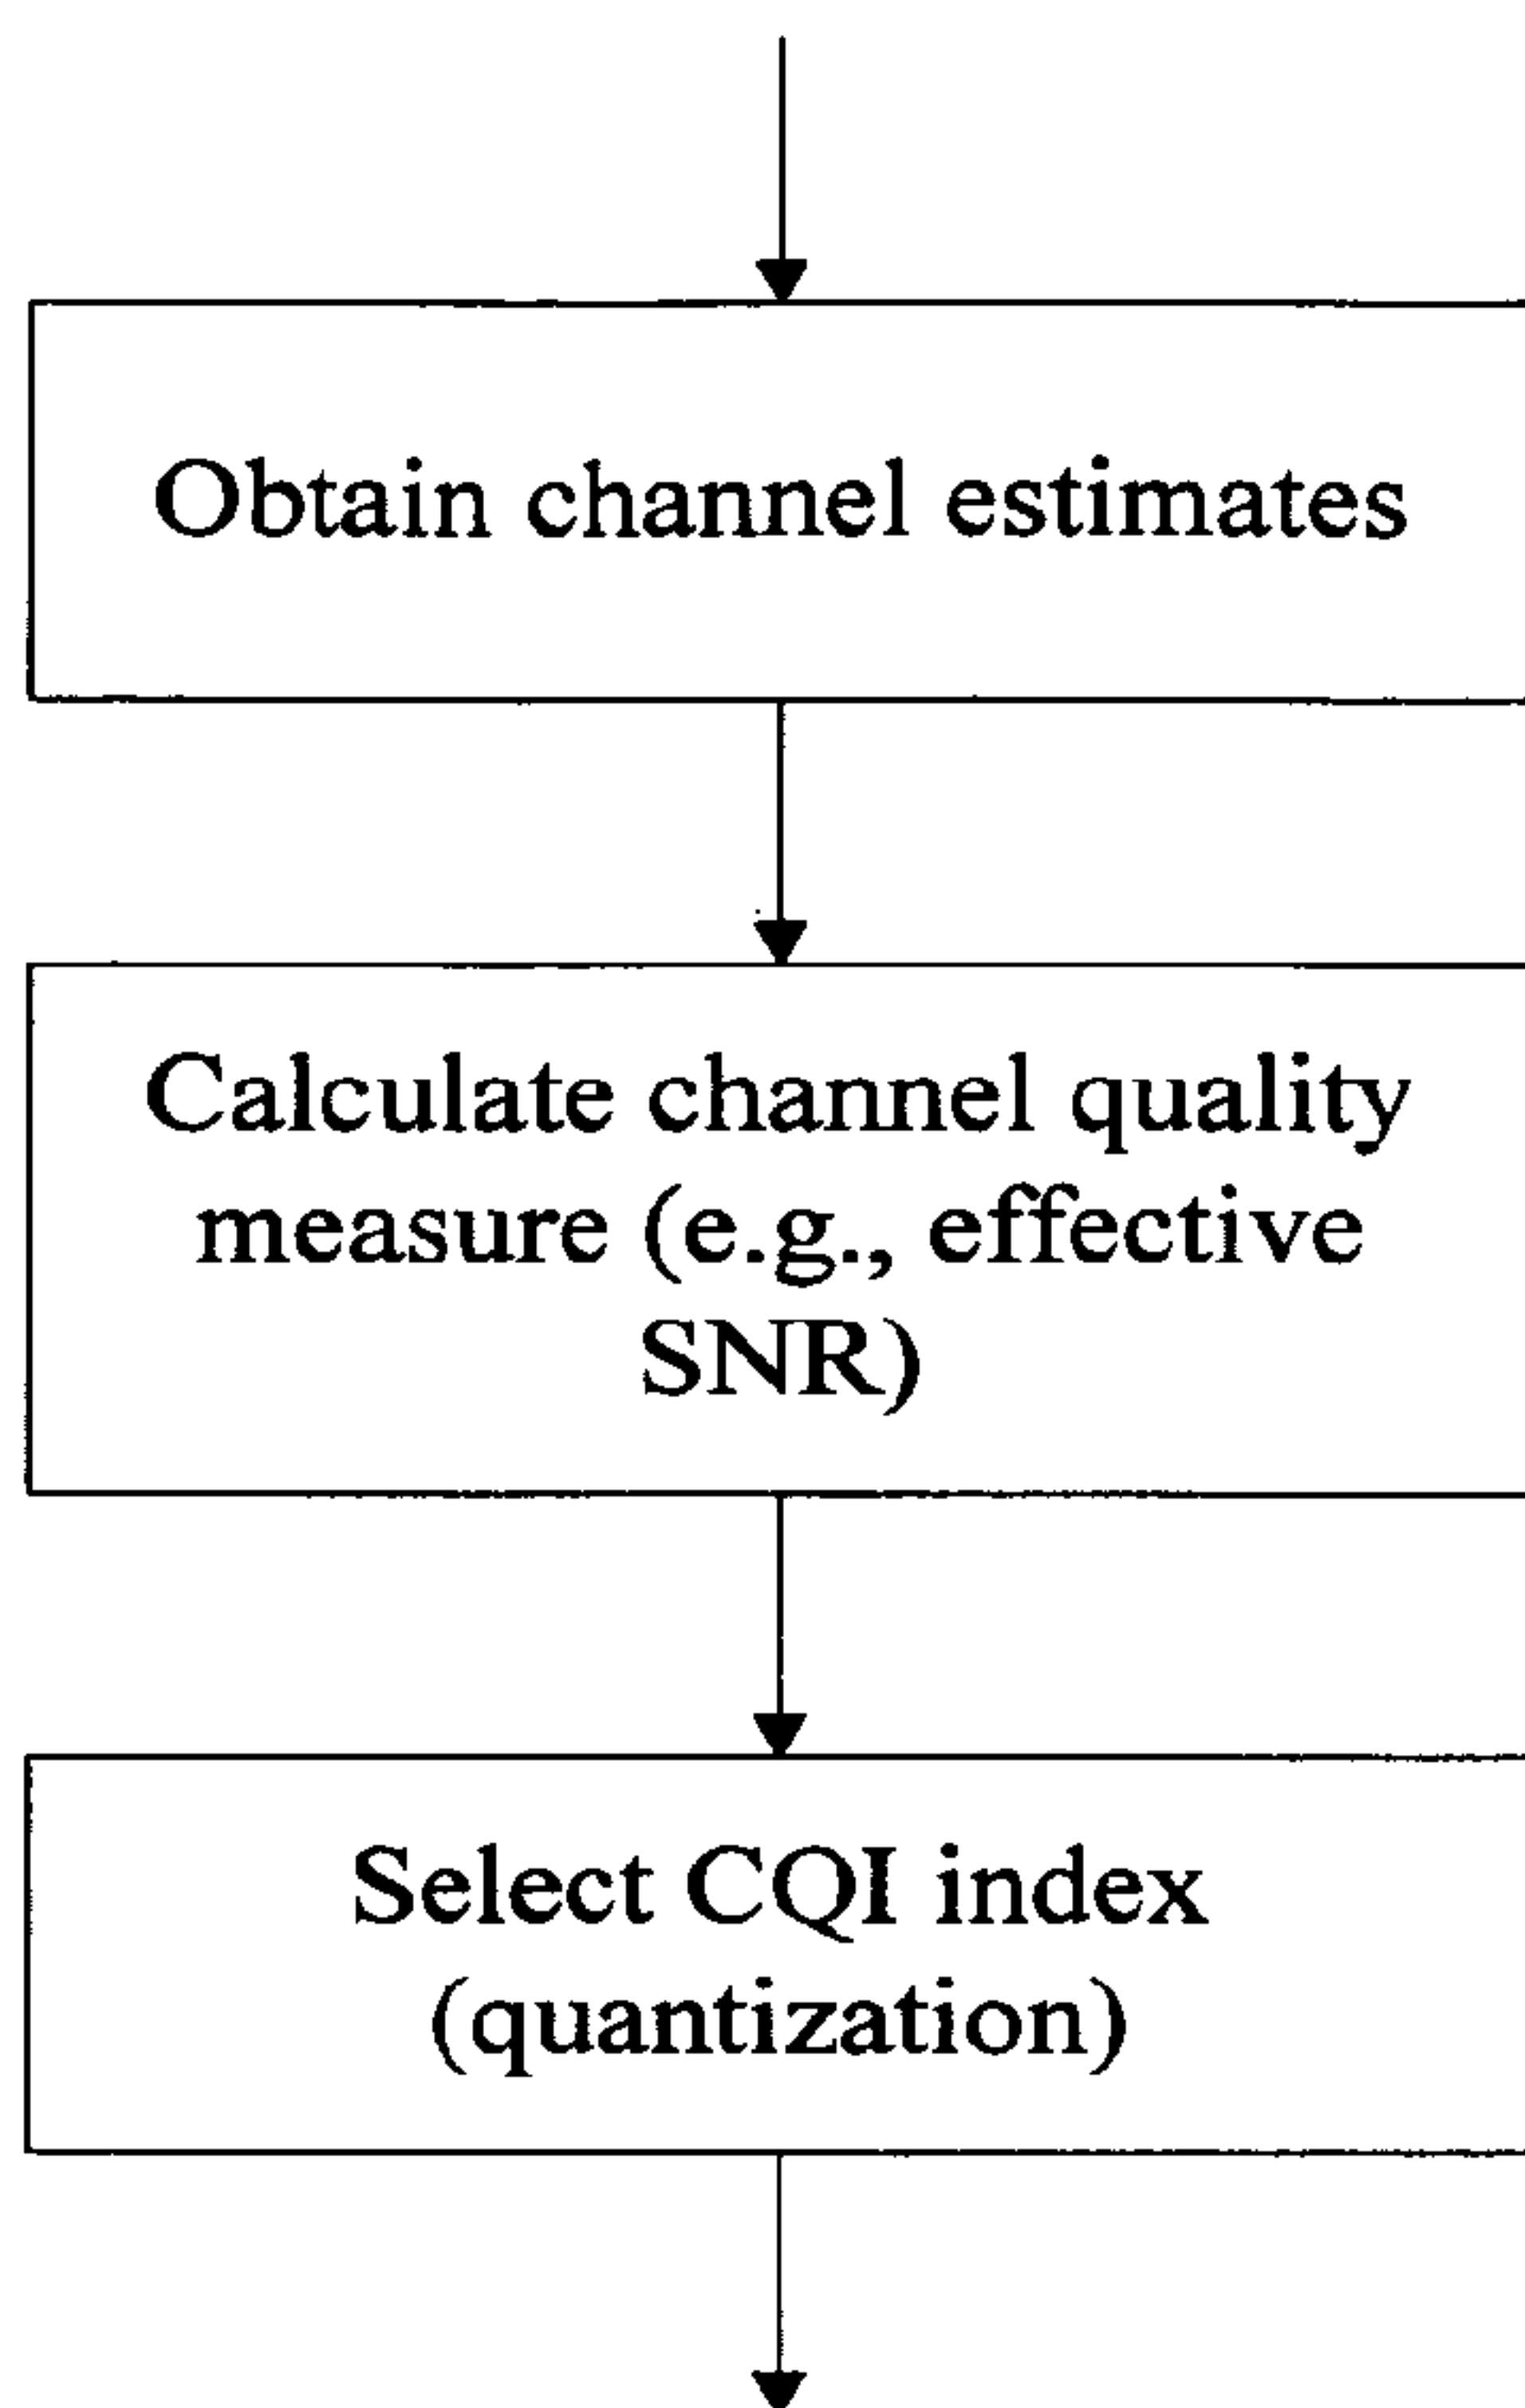 Obtain channel estimates
Calculate channel quality
measure (e.g., effective
SNR)
Select CQI index
(quantization)